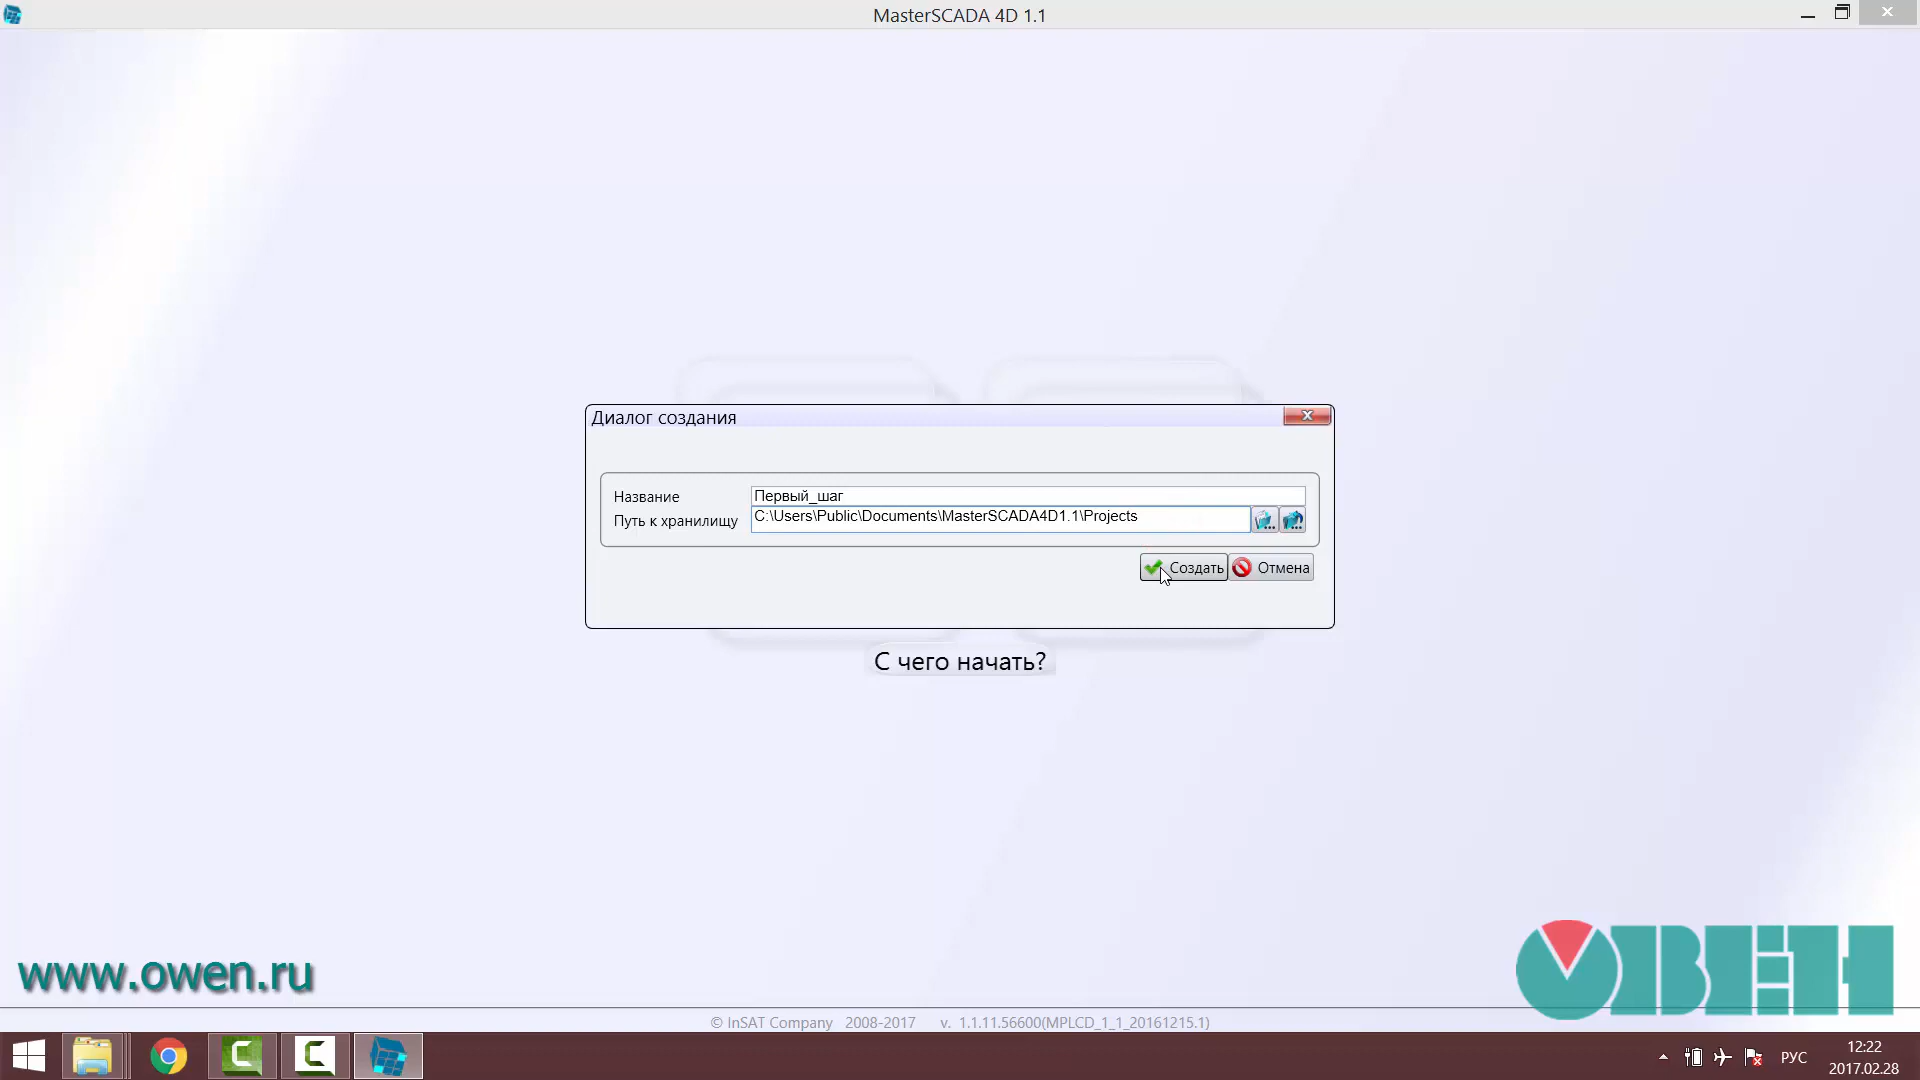 MasterSCADA 4D 1.1
Диалог создания
Название
Первый_шаг
Путь к хранилищу
C:\Users\Public\Documents\MasterSCADA4D1.1\Projects
Создать
Отмена
С чего начать?
www.owen.ru
ОВЕН
© InSAT Company 2008-2017 v. 1.1.11.56600(MPLCD_1_1_20161215.1)
РУС
12:22
2017.02.28